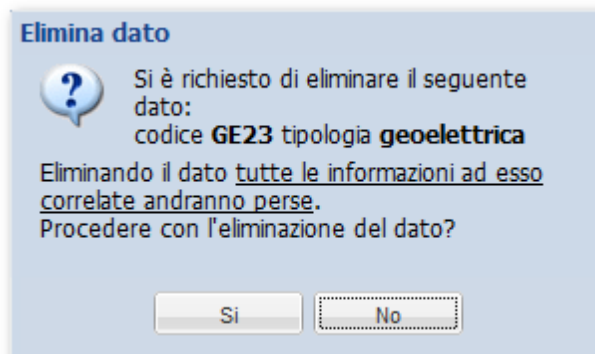 Elimina dato
?
Si è richiesto di eliminare il seguente
dato:
codice GE23 tipologia geoelettrica
Eliminando il dato tutte le informazioni ad esso
correlate andranno perse.
Procedere con l'eliminazione del dato?
Si
No